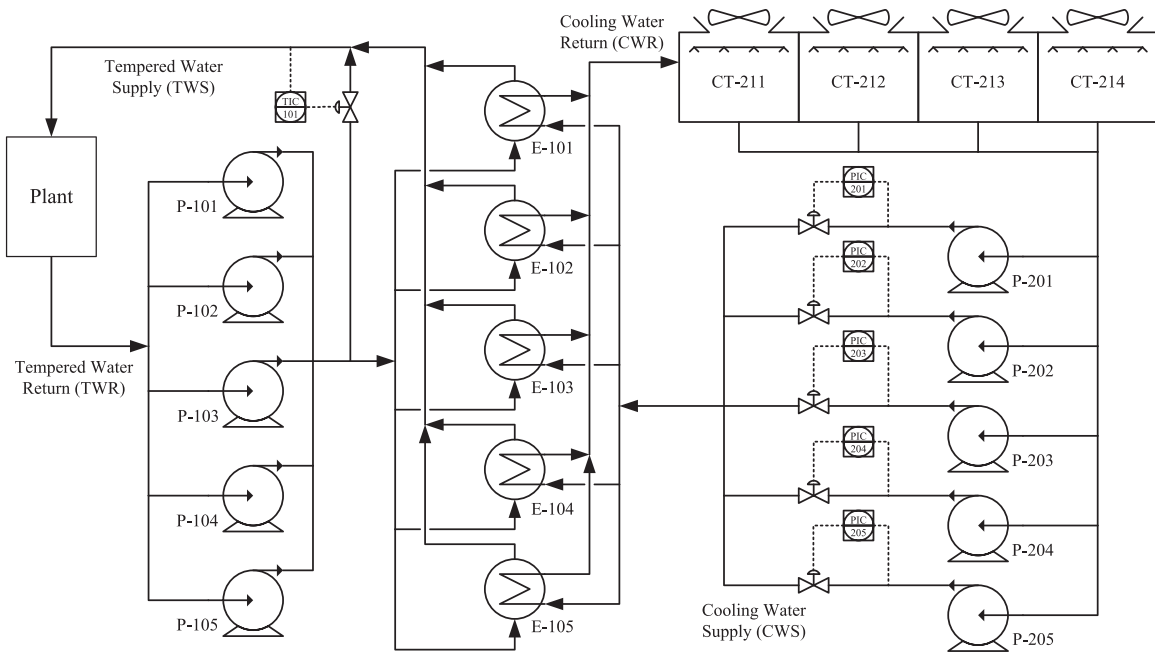 Cooling Water
Return (CWR)
CT-211
CT-212
CT-213
CT-214
Tempered Water
Supply (TWS)
TIC
101
E-101
Plant
P-101
PIC
201
P-201
E-102
PIC
202
P-102
P-202
E-103
PIC
203
Tempered Water
Return (TWR)
P-103
P-203
E-104
PIC
204
P-104
P-204
E-105
PIC
205
P-105
Cooling Water
Supply (CWS)
P-205